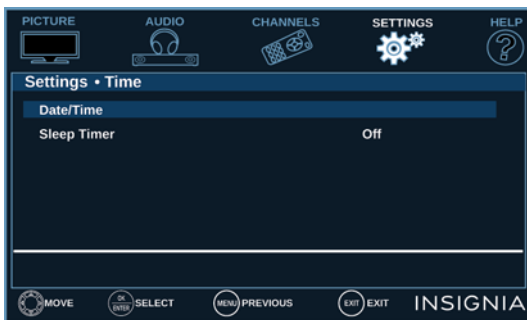 PICTURE AUDIO CHANNELS SETTINGS HELP
Settings • Time
Date/Time
Sleep Timer Off
MOVE OK ENTER SELECT MENU PREVIOUS EXIT EXIT INSIGNIA